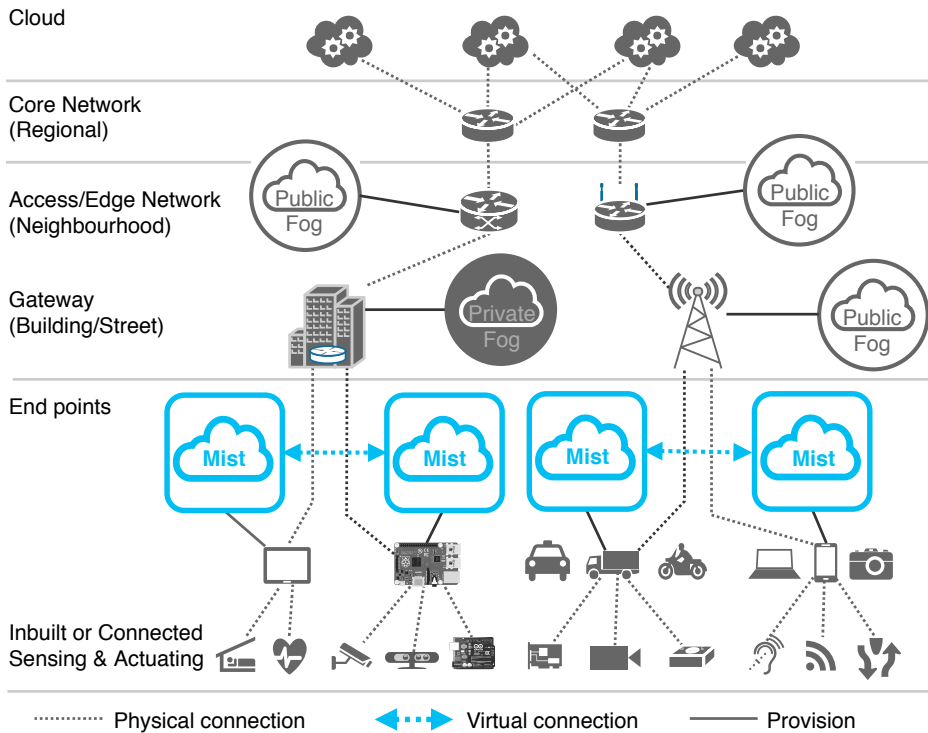 Cloud
Core Network
(Regional)
Access/Edge Network
(Neighbourhood)
Public
Fog
Public
Fog
Gateway
(Building/Street)
Private
Fog
Public
Fog
End points
Mist
Mist
Mist
Mist
Inbuilt or Connected
Sensing & Actuating
Physical connection
Virtual connection
Provision